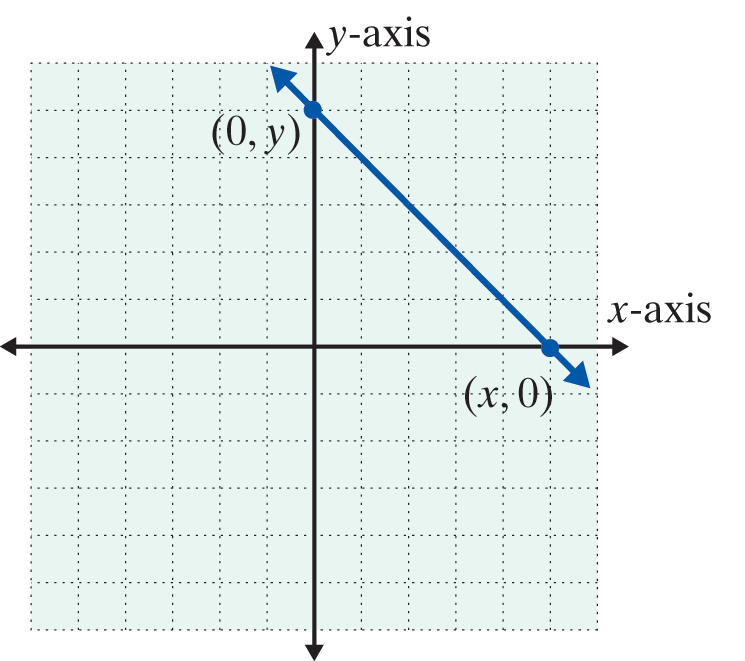 y-axis
(0, y)
x-axis
(x, 0)